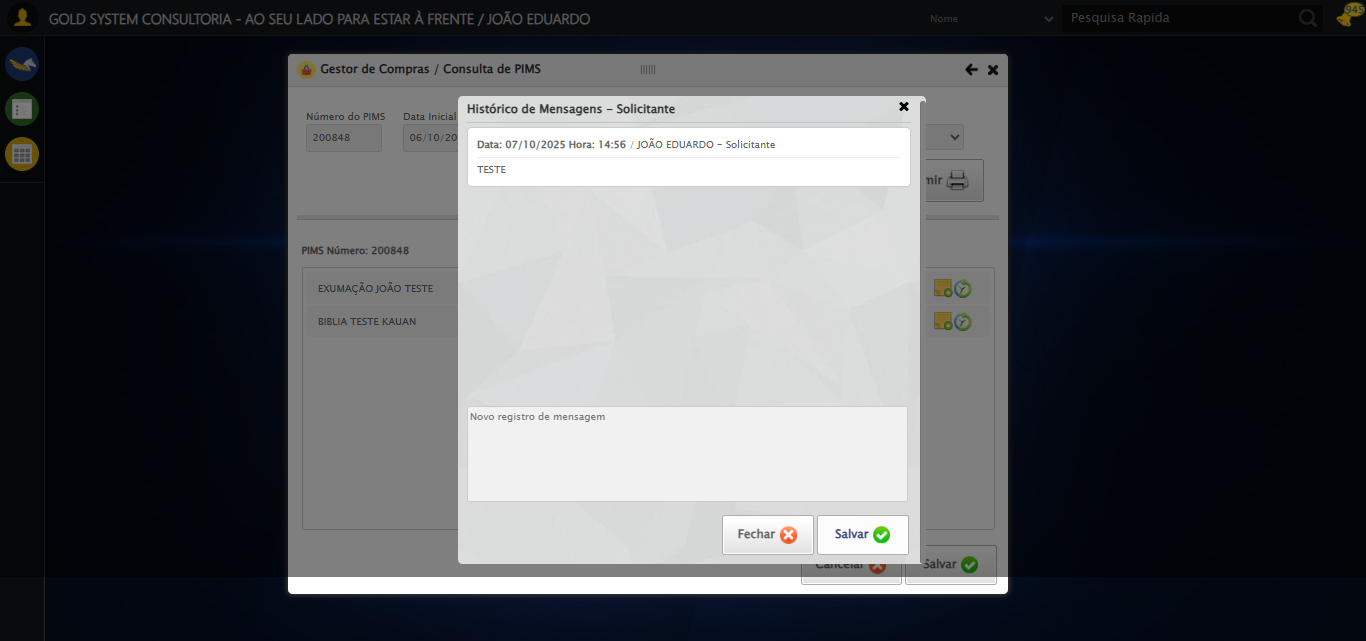 GOLD SYSTEM CONSULTORIA - AO SEU LADO PARA ESTAR À FRENTE / JOÃO EDUARDO
Nome
Pesquisa Rapida
945
Gestor de Compras / Consulta de PIMS
Número do PIMS
Data Inicial
200848
06/10/20
Histórico de Mensagens - Solicitante
Data: 07/10/2025 Hora: 14:56 / JOÃO EDUARDO - Solicitante
TESTE
mir
PIMS Número: 200848
EXUMAÇÃO JOÃO TESTE
BIBLIA TESTE KAUAN
Novo registro de mensagem
Fechar
Salvar
Cancelar
Salvar